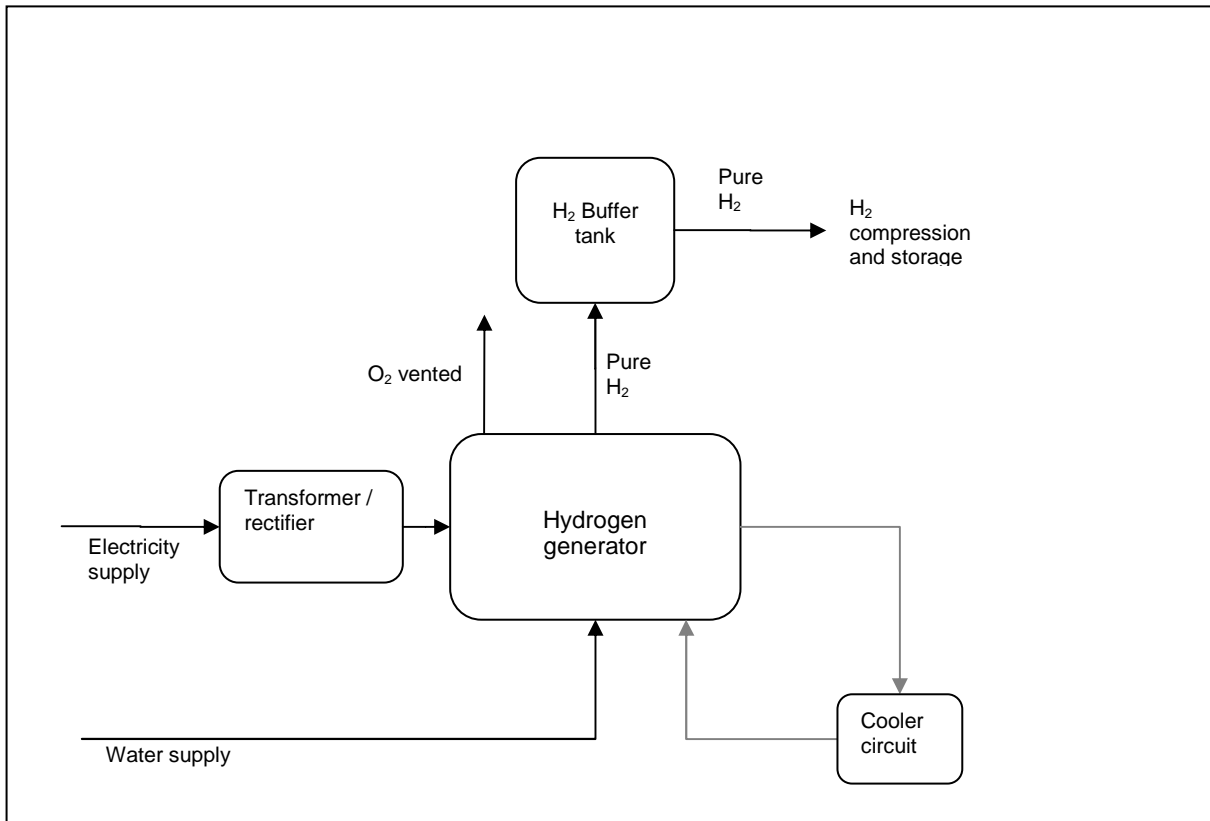 Pure
H₂
H₂ Buffer
tank
H₂
compression
and storage
O₂ vented
Pure
H₂
Transformer /
rectifier
Hydrogen
generator
Electricity
supply
Cooler
circuit
Water supply